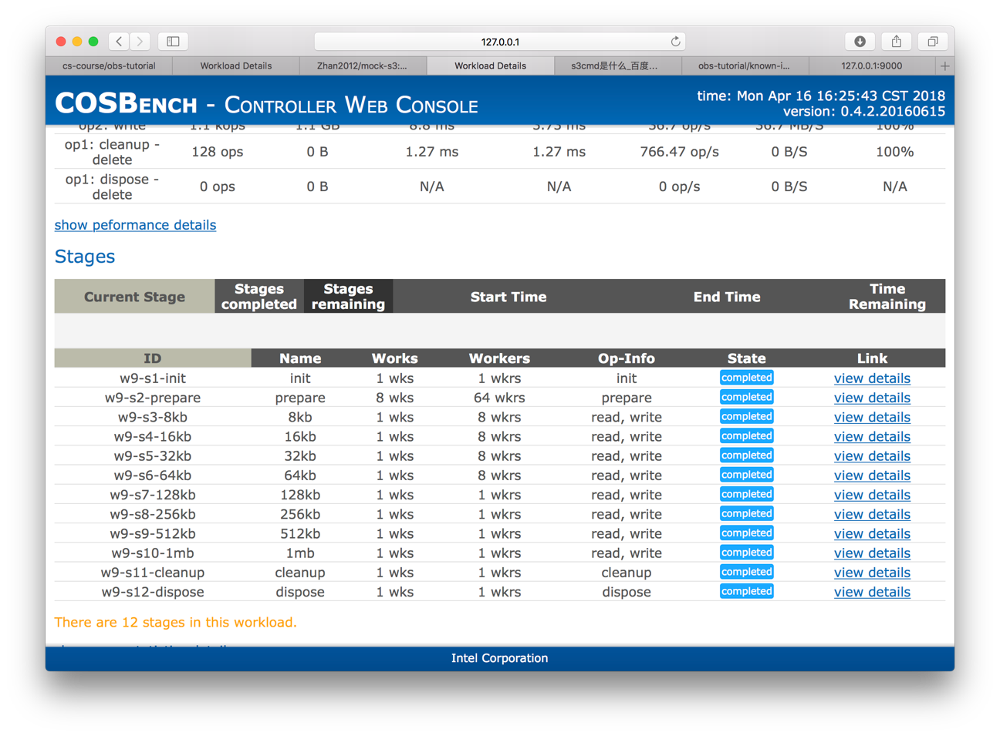 127.0.0.1
cs-course/obs-tutorial
Workload Details
Zhan2012/mock-s3:...
Workload Details
s3cmd是什么_百度...
obs-tutorial/known-i...
127.0.0.1:9000
COSBENCH - CONTROLLER WEB CONSOLE
time: Mon Apr 16 16:25:43 CST 2018
version: 0.4.2.20160615
op2: write 1.1 kops 1.1 GB 8.8 ms 3.73 ms 36.7 op/s 36.7 MB/S 100%
op1: cleanup - delete 128 ops 0 B 1.27 ms 1.27 ms 766.47 op/s 0 B/S 100%
op1: dispose - delete 0 ops 0 B N/A N/A 0 op/s 0 B/S N/A
show peformance details
Stages
Current Stage Stages completed Stages remaining Start Time End Time Time Remaining
ID Name Works Workers Op-Info State Link
w9-s1-init init 1 wks 1 wkrs init completed view details
w9-s2-prepare prepare 8 wks 64 wkrs prepare completed view details
w9-s3-8kb 8kb 1 wks 8 wkrs read, write completed view details
w9-s4-16kb 16kb 1 wks 8 wkrs read, write completed view details
w9-s5-32kb 32kb 1 wks 8 wkrs read, write completed view details
w9-s6-64kb 64kb 1 wks 8 wkrs read, write completed view details
w9-s7-128kb 128kb 1 wks 1 wkrs read, write completed view details
w9-s8-256kb 256kb 1 wks 1 wkrs read, write completed view details
w9-s9-512kb 512kb 1 wks 1 wkrs read, write completed view details
w9-s10-1mb 1mb 1 wks 1 wkrs read, write completed view details
w9-s11-cleanup cleanup 1 wks 1 wkrs cleanup completed view details
w9-s12-dispose dispose 1 wks 1 wkrs dispose completed view details
There are 12 stages in this workload.
Intel Corporation